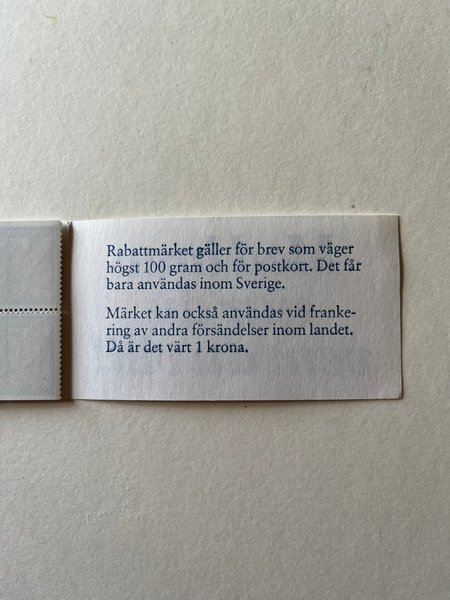 Rabattmärket gäller för brev som väger
högst 100 gram och för postkort. Det får
bara användas inom Sverige.
Märket kan också användas vid franke-
ring av andra försändelser inom landet.
Då är det värt 1 krona.